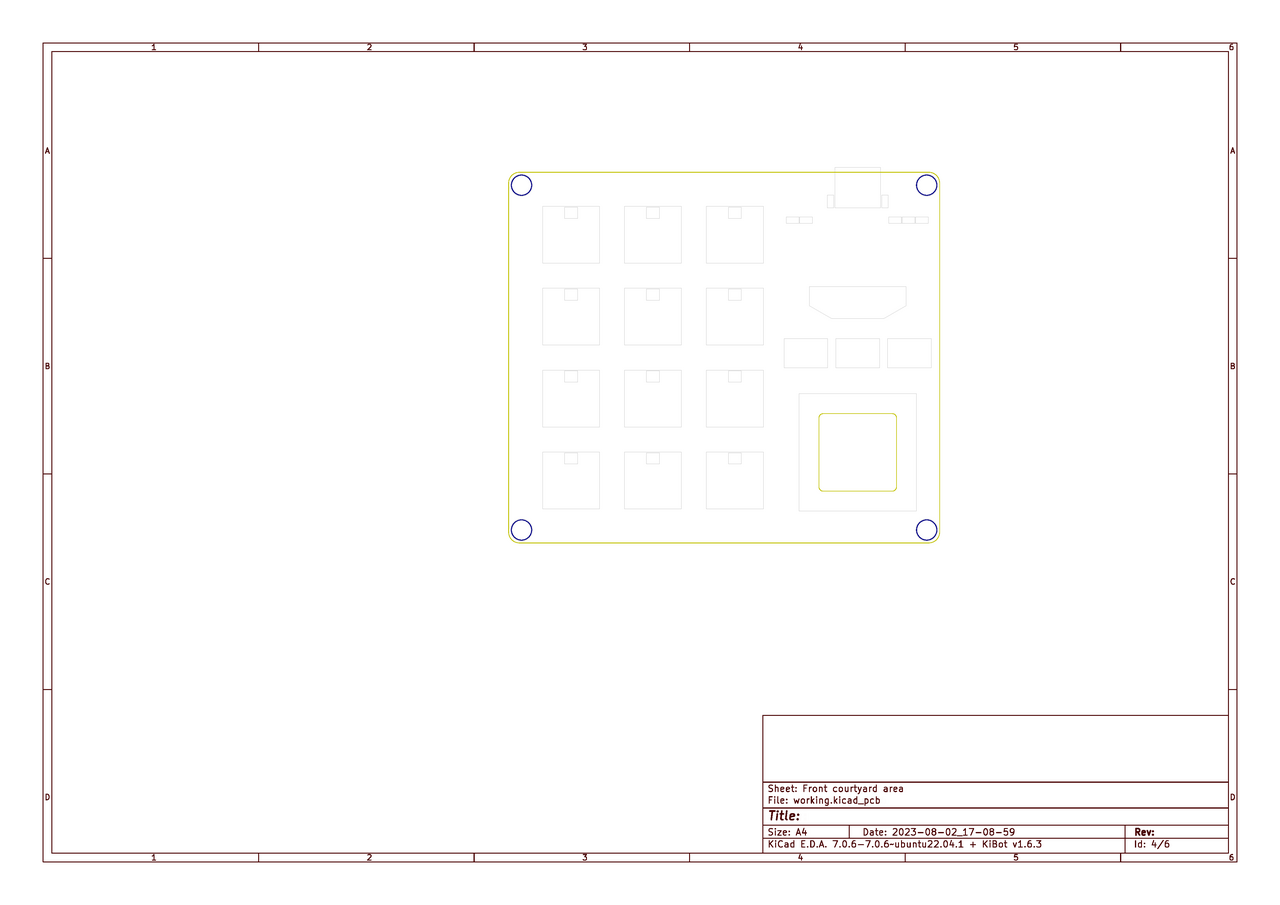 1 2 3 4 5 6
A A
B B
C C
D D
Sheet: Front courtyard area
File: working.kicad_pcb
Title:
Size: A4 Date: 2023-08-02_17-08-59 Rev:
KiCad E.D.A. 7.0.6-7.0.6~ubuntu22.04.1 + KiBot v1.6.3 Id: 4/6
1 2 3 4 5 6